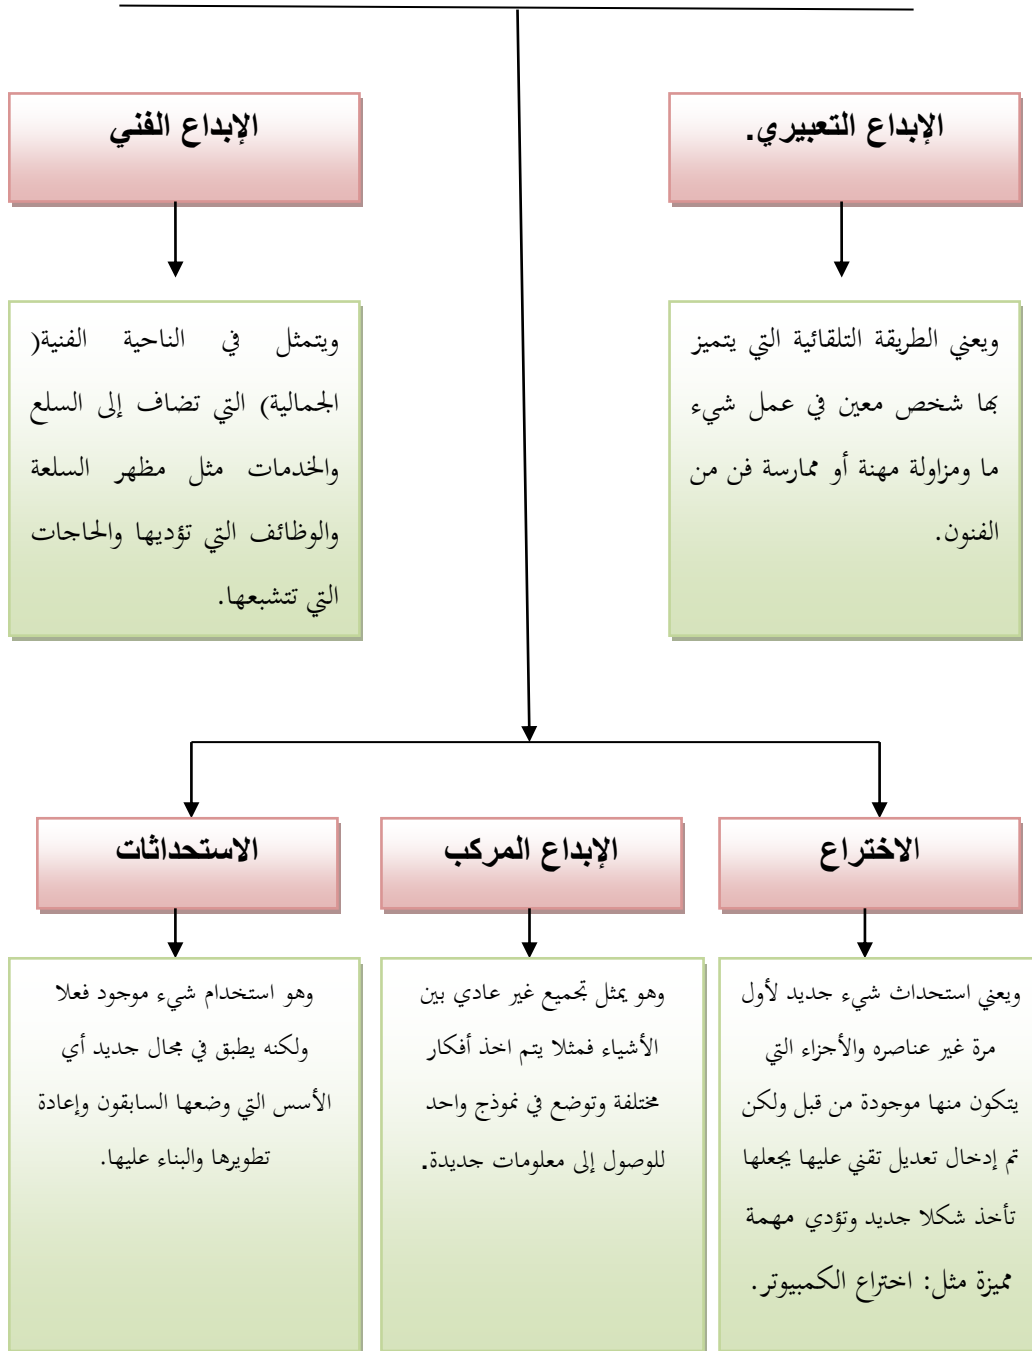 الإبداع التعبيري.
الإبداع الفني
ويعني الطريقة التلقائية التي يتميز
بها شخص معين في عمل شيء
ما ومزاولة مهنة أو ممارسة فن من
الفنون.
ويتمثل في الناحية الفنية(
الجمالية) التي تضاف إلى السلع
والخدمات مثل مظهر السلعة
والوظائف التي تؤديها والحاجات
التي تتشبعها.
الاختراع
الإبداع المركب
الاستحداثات
ويعني استحداث شيء جديد لأول
مرة غير عناصره والأجزاء التي
يتكون منها موجودة من قبل ولكن
تم إدخال تعديل تقني عليها يجعلها
تأخذ شكلا جديد وتؤدي مهمة
مميزة مثل: اختراع الكمبيوتر.
وهو يمثل تجميع غير عادي بين
الأشياء فمثلا يتم اخذ أفكار
مختلفة وتوضع في نموذج واحد
للوصول إلى معلومات جديدة.
وهو استخدام شيء موجود فعلا
ولكنه يطبق في مجال جديد أي
الأسس التي وضعها السابقون وإعادة
تطويرها والبناء عليها.